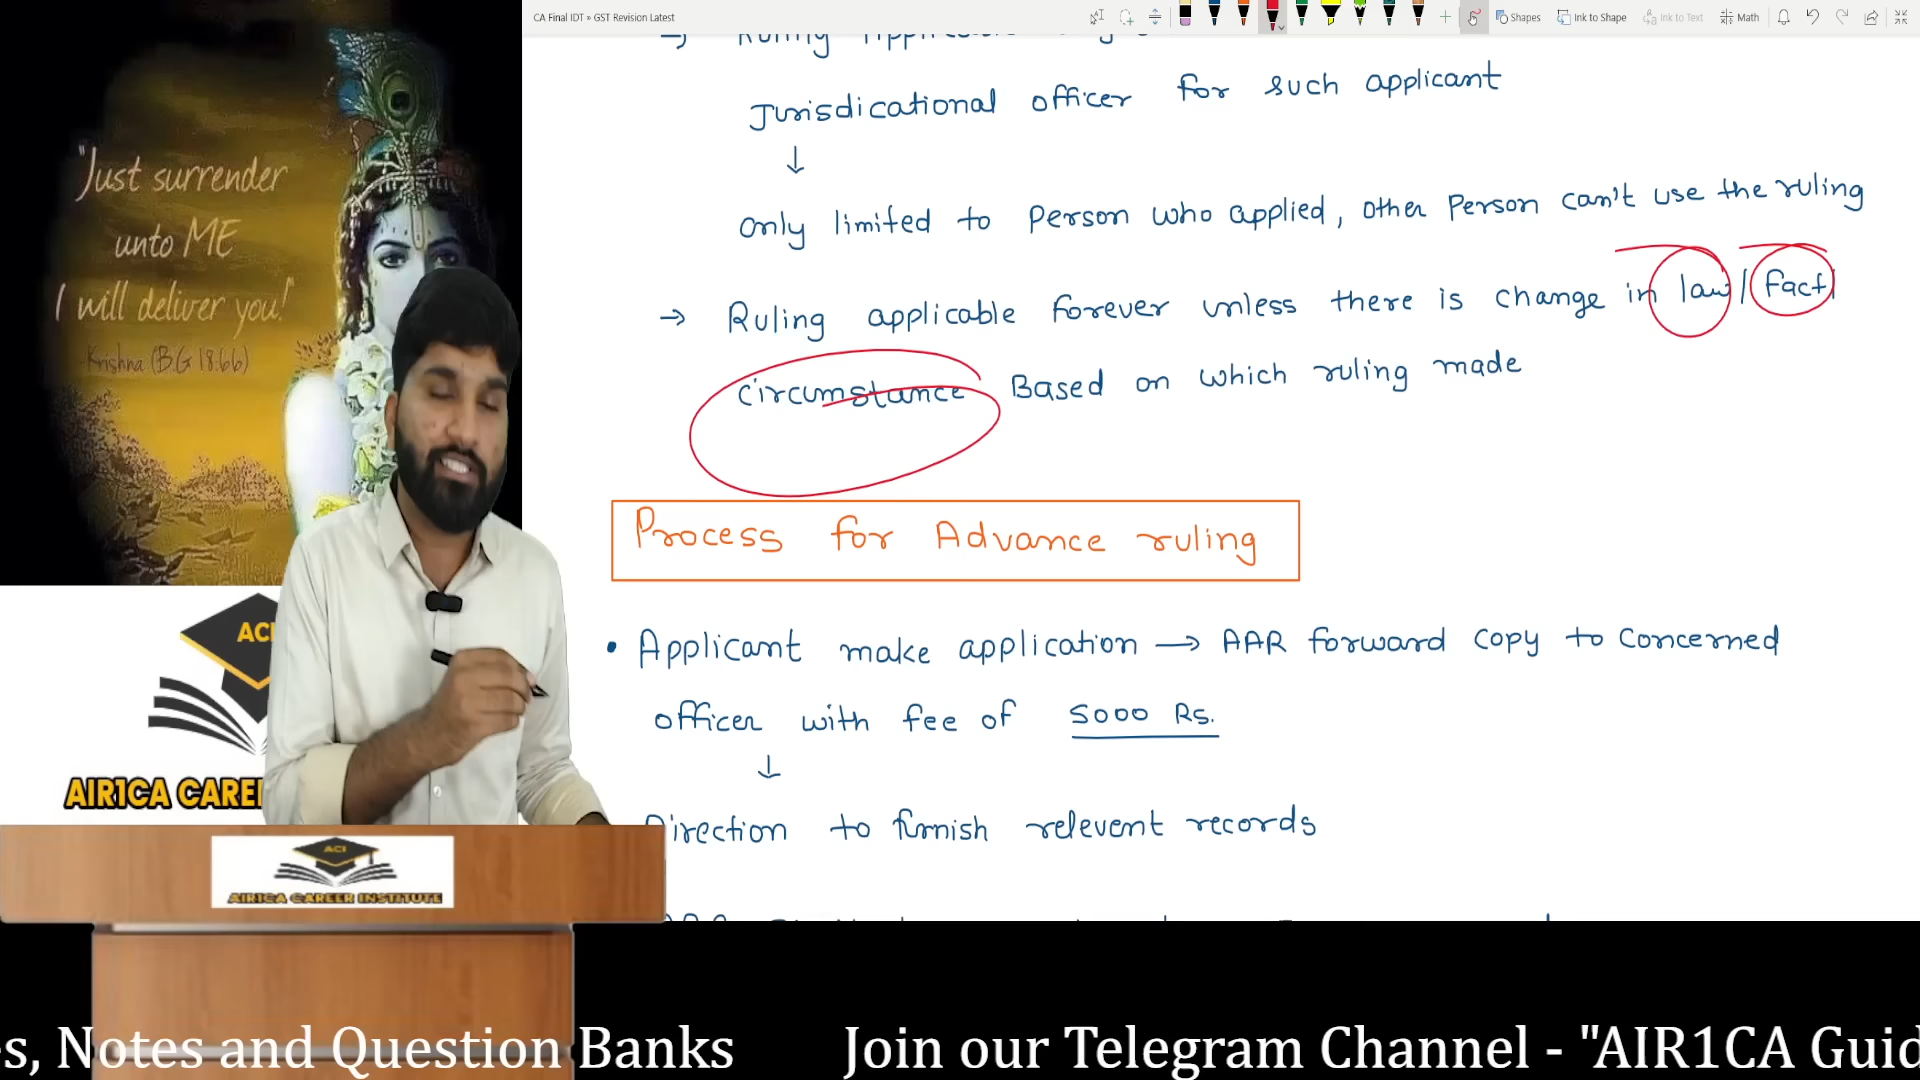 CA Final IDT » GST Revision Latest
Shapes
Ink to Shape
Ink to Text
Math
"Just surrender
unto ME
I will deliver you!"
Krishna (B.G 18:66)
→ Ruling
Jurisdicational officer for such applicant
↓
only limited to Person who applied, other Person can't use the ruling
→ Ruling applicable forever unless there is change in law / fact /
circumstance Based on which ruling made
Process for Advance ruling
• Applicant make application → AAR forward copy to Concerned
officer with fee of 5000 Rs.
↓
Direction to furnish relevent records
ACI
AIR1CA CAREE
ACI
AIR1CA CAREER INSTITUTE
s, Notes and Question Banks Join our Telegram Channel - "AIR1CA Guid